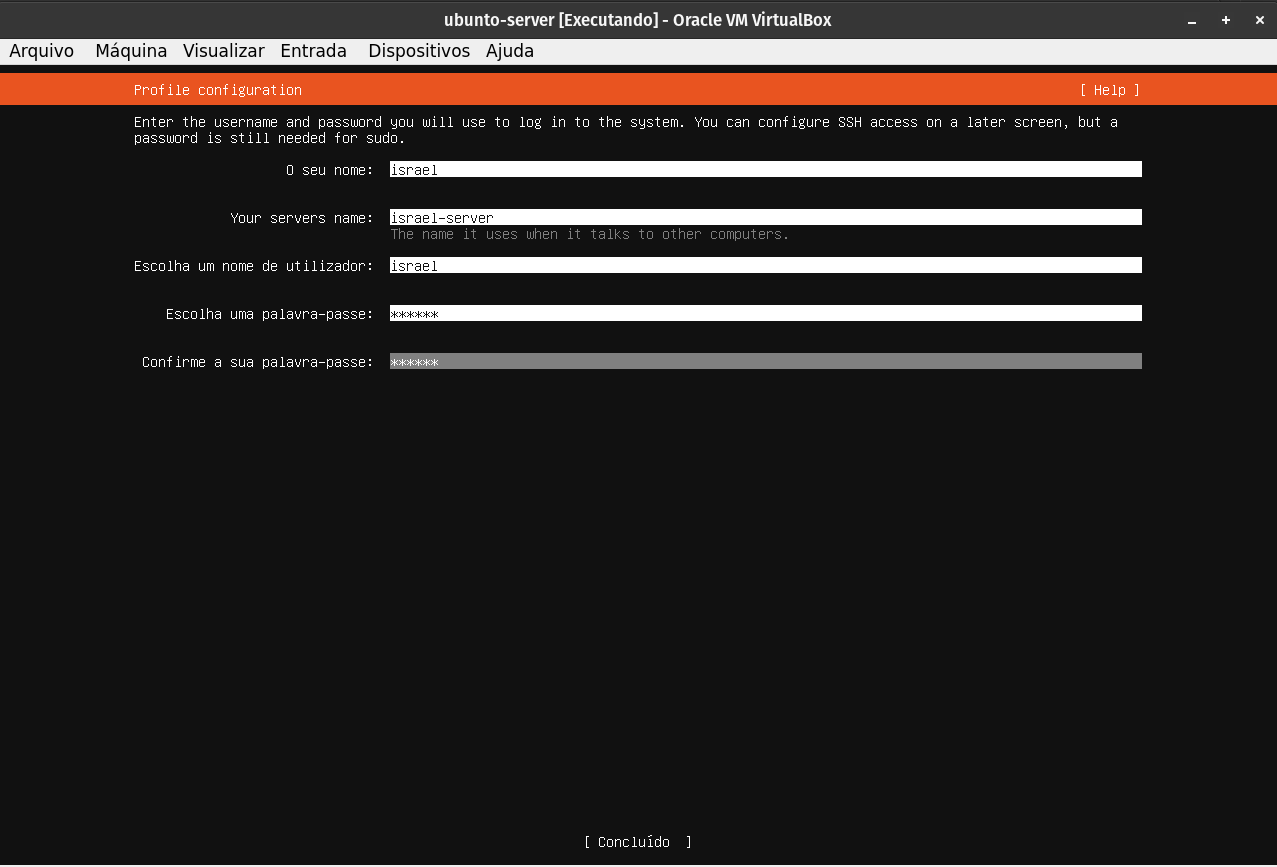 ubunto-server [Executando] - Oracle VM VirtualBox
Arquivo Máquina Visualizar Entrada Dispositivos Ajuda
Profile configuration [ Help ]
Enter the username and password you will use to log in to the system. You can configure SSH access on a later screen, but a
password is still needed for sudo.
O seu nome: israel
Your servers name: israel-server
The name it uses when it talks to other computers.
Escolha um nome de utilizador: israel
Escolha uma palavra-passe: ******
Confirme a sua palavra-passe: ******
[ Concluído ]